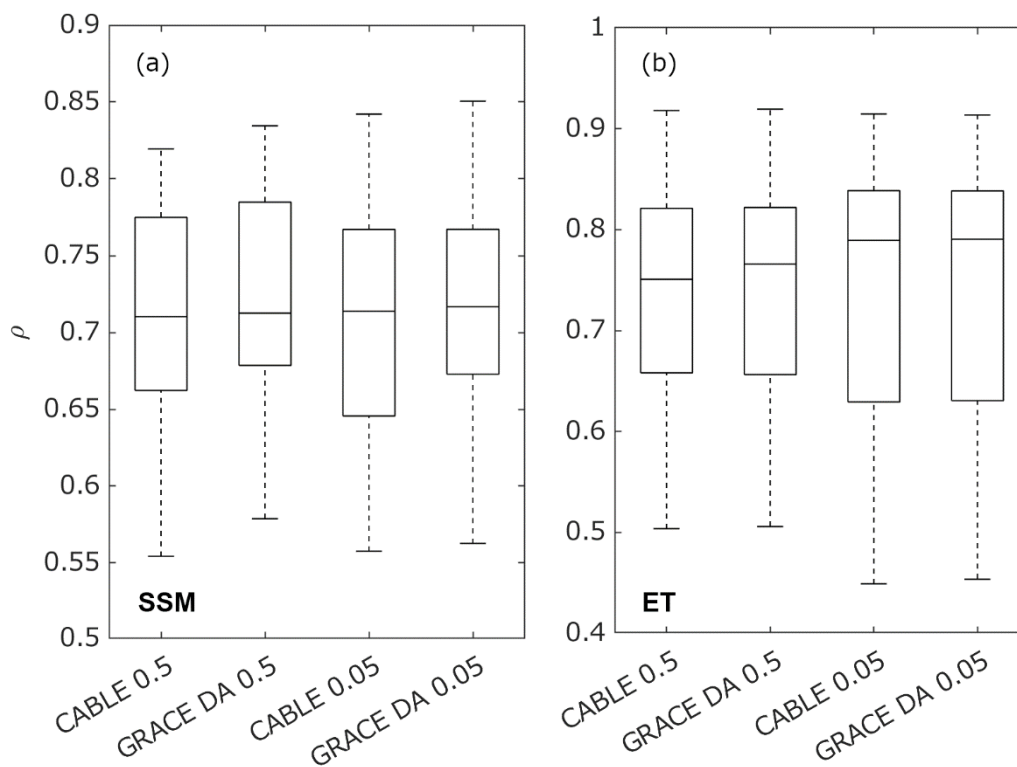 (a)
0.9
0.85
0.8
0.75
0.7
0.65
0.6
0.55
0.5
ρ
SSM
CABLE 0.5
GRACE DA 0.5
CABLE 0.05
GRACE DA 0.05
(b)
1
0.9
0.8
0.7
0.6
0.5
0.4
ET
CABLE 0.5
GRACE DA 0.5
CABLE 0.05
GRACE DA 0.05